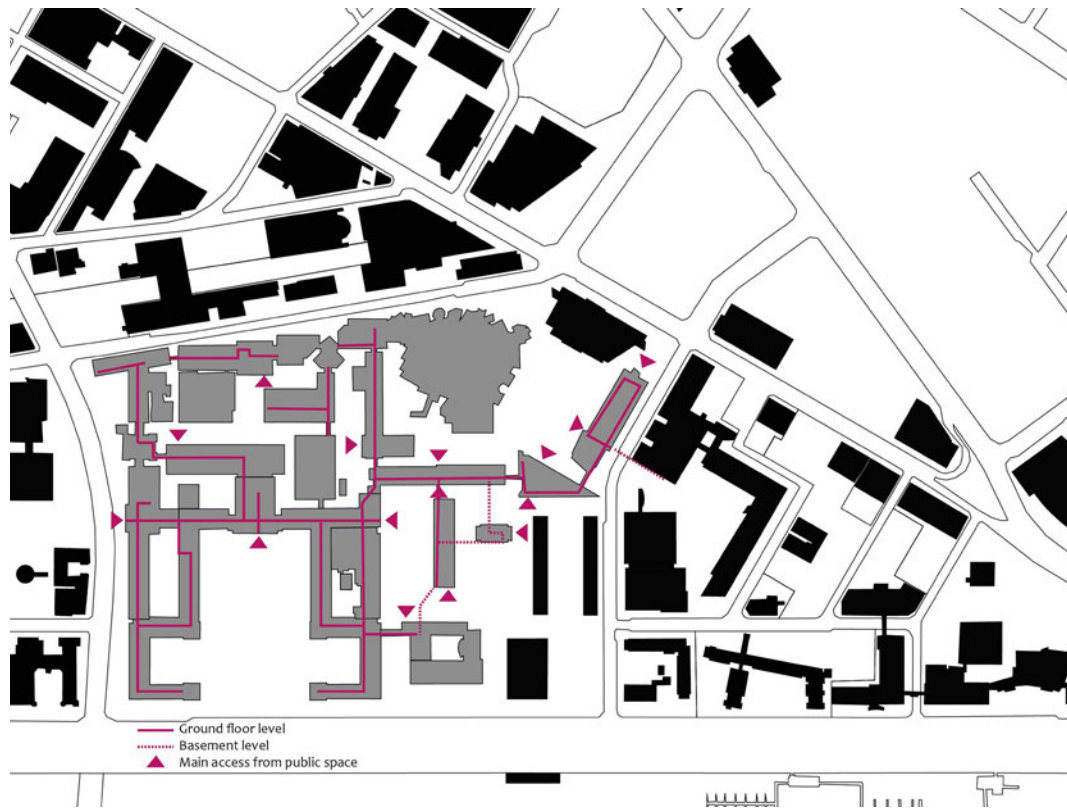 Ground floor level
Basement level
Main access from public space